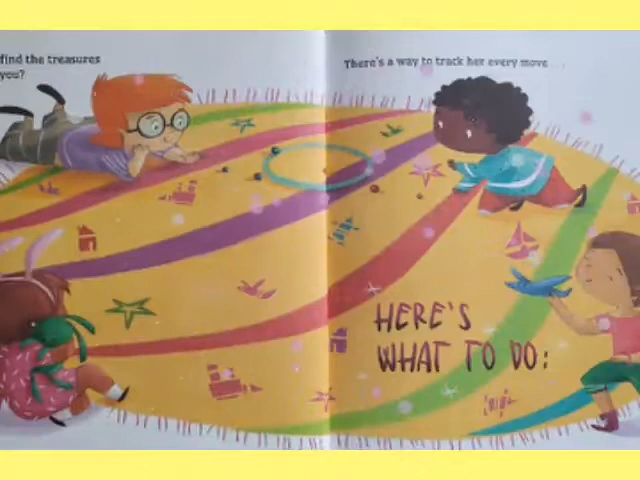 find the treasures
you?
There's a way to track her every move . . .
HERE'S
WHAT TO DO: